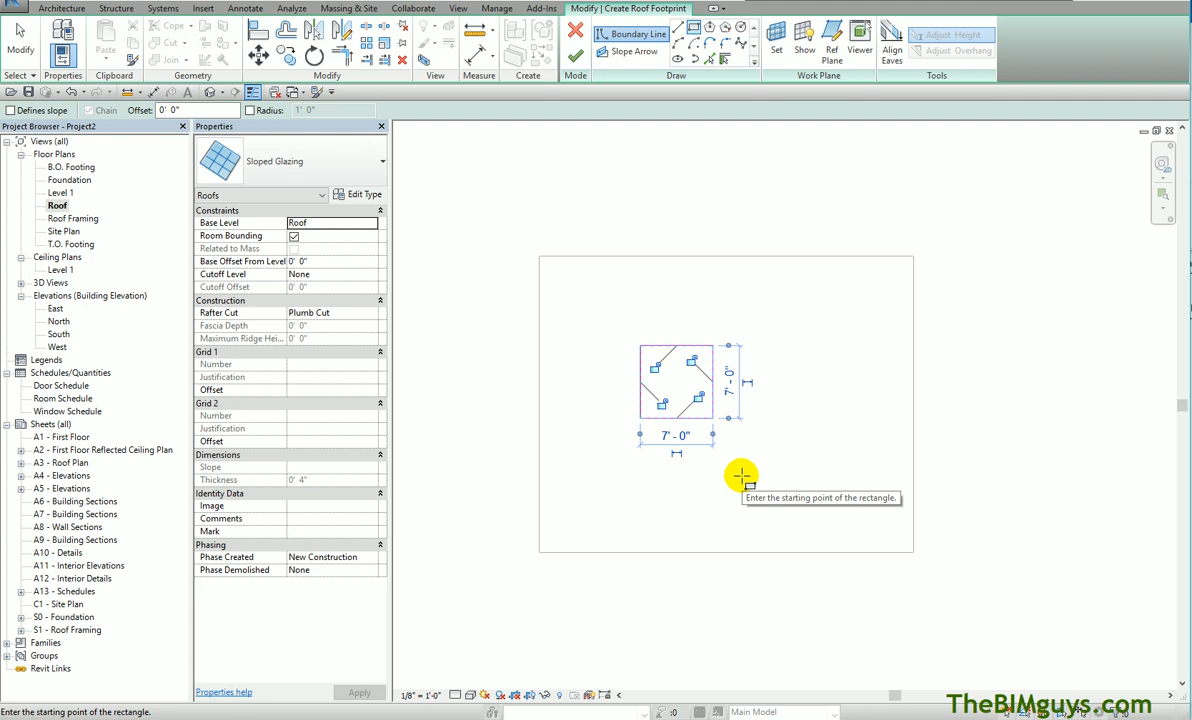 Architecture Structure Systems Insert Annotate Analyze Massing & Site Collaborate View Manage Add-Ins Modify | Create Roof Footprint
Modify Properties Paste Cope Cut Join
Boundary Line
Slope Arrow
Set Show Ref Plane Viewer Align Eaves
Adjust Height
Adjust Overhang
Select Properties Clipboard Geometry Modify View Measure Create Mode Draw Work Plane Tools
Defines slope Chain Offset: 0' 0" Radius: 1' 0"
Project Browser - Project2
Views (all)
Floor Plans
B.O. Footing
Foundation
Level 1
Roof
Roof Framing
Site Plan
T.O. Footing
Ceiling Plans
Level 1
3D Views
Elevations (Building Elevation)
East
North
South
West
Legends
Schedules/Quantities
Door Schedule
Room Schedule
Window Schedule
Sheets (all)
A1 - First Floor
A2 - First Floor Reflected Ceiling Plan
A3 - Roof Plan
A4 - Elevations
A5 - Elevations
A6 - Building Sections
A7 - Building Sections
A8 - Wall Sections
A9 - Building Sections
A10 - Details
A11 - Interior Elevations
A12 - Interior Details
A13 - Schedules
C1 - Site Plan
S0 - Foundation
S1 - Roof Framing
Families
Groups
Revit Links
Properties
Sloped Glazing
Roofs Edit Type
Constraints
Base Level Roof
Room Bounding
Related to Mass
Base Offset From Level 0' 0"
Cutoff Level None
Cutoff Offset 0' 0"
Construction
Rafter Cut Plumb Cut
Fascia Depth 0' 0"
Maximum Ridge Hei... 0' 0"
Grid 1
Number
Justification
Offset
Grid 2
Number
Justification
Offset
Dimensions
Slope
Thickness 0' 4"
Identity Data
Image
Comments
Mark
Phasing
Phase Created New Construction
Phase Demolished None
Properties help Apply
7' - 0"
7' - 0"
Enter the starting point of the rectangle.
1/8" = 1'-0"
Enter the starting point of the rectangle.
:0 Main Model
TheBIMguys.com